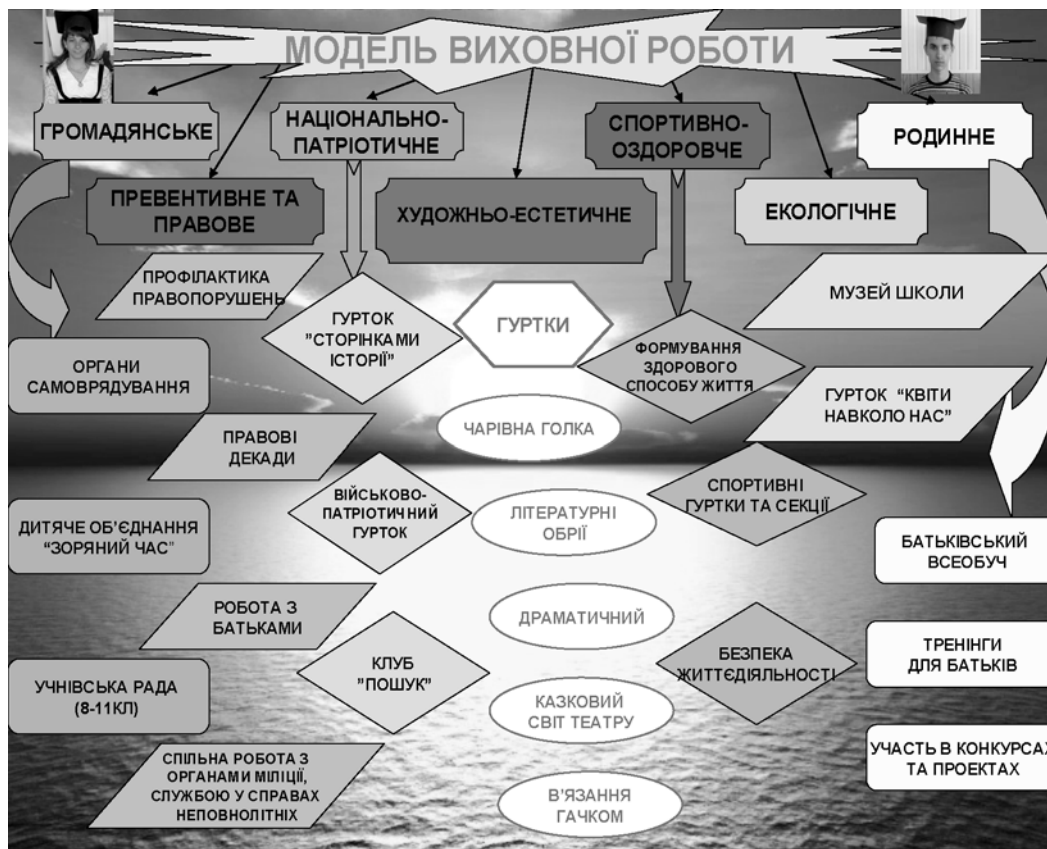 МОДЕЛЬ ВИХОВНОЇ РОБОТИ
ГРОМАДЯНСЬКЕ
НАЦІОНАЛЬНО-
ПАТРІОТИЧНЕ
СПОРТИВНО-
ОЗДОРОВЧЕ
РОДИННЕ
ПРЕВЕНТИВНЕ ТА
ПРАВОВЕ
ХУДОЖНЬО-ЕСТЕТИЧНЕ
ЕКОЛОГІЧНЕ
ПРОФІЛАКТИКА
ПРАВОПОРУШЕНЬ
ГУРТОК
"СТОРІНКАМИ
ІСТОРІЇ"
ГУРТКИ
ФОРМУВАННЯ
ЗДОРОВОГО
СПОСОБУ ЖИТТЯ
МУЗЕЙ ШКОЛИ
ОРГАНИ
САМОВРЯДУВАННЯ
ГУРТОК “КВІТИ
НАВКОЛО НАС”
ЧАРІВНА ГОЛКА
ПРАВОВІ
ДЕКАДИ
ВІЙСЬКОВО-
ПАТРІОТИЧНИЙ
ГУРТОК
СПОРТИВНІ
ГУРТКИ ТА СЕКЦІЇ
ЛІТЕРАТУРНІ
ОБРІЇ
ДИТЯЧЕ ОБ’ЄДНАННЯ
“ЗОРЯНИЙ ЧАС"
БАТЬКІВСЬКИЙ
ВСЕОБУЧ
РОБОТА З
БАТЬКАМИ
ДРАМАТИЧНИЙ
КЛУБ
"ПОШУК"
БЕЗПЕКА
ЖИТТЄДІЯЛЬНОСТІ
ТРЕНІНГИ
ДЛЯ БАТЬКІВ
УЧНІВСЬКА РАДА
(8-11КЛ)
КАЗКОВИЙ
СВІТ ТЕАТРУ
УЧАСТЬ В КОНКУРСАХ
ТА ПРОЕКТАХ
СПІЛЬНА РОБОТА З
ОРГАНАМИ МІЛІЦІЇ,
СЛУЖБОЮ У СПРАВАХ
НЕПОВНОЛІТНІХ
В’ЯЗАННЯ
ГАЧКОМ